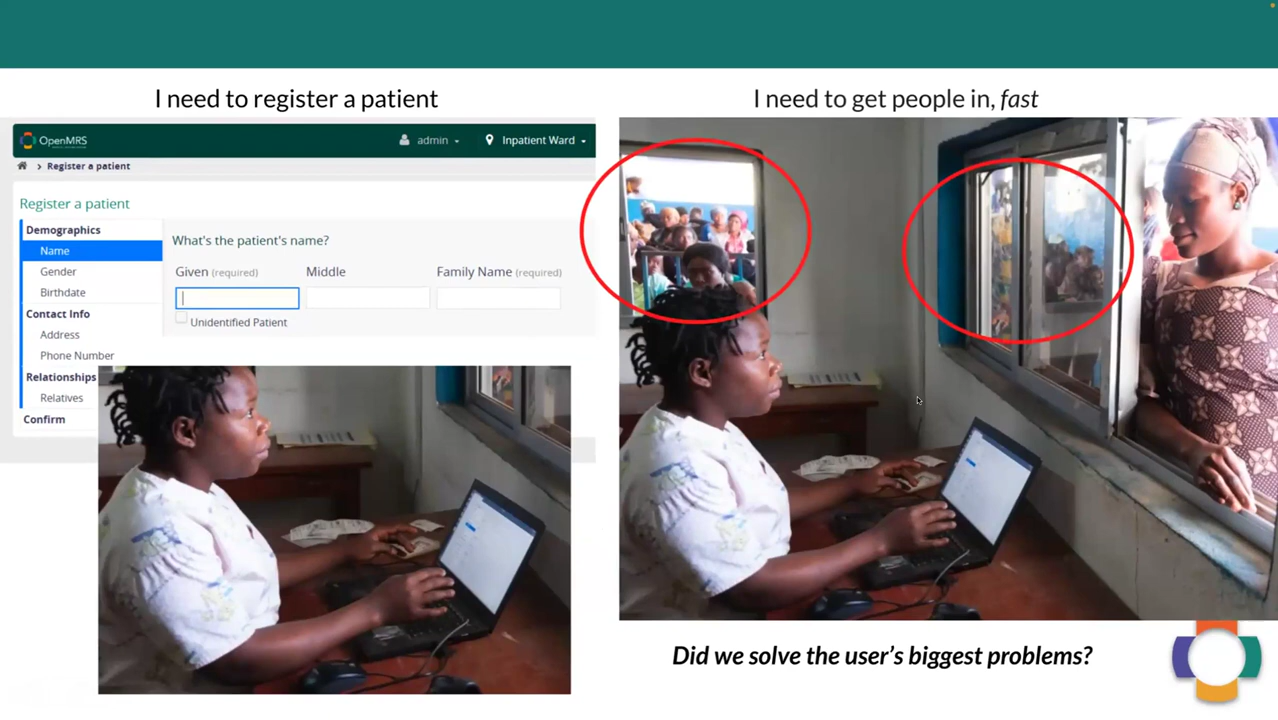 I need to register a patient
OpenMRS
admin
Inpatient Ward
Register a patient
Register a patient
Demographics
Name
Gender
Birthdate
Contact Info
Address
Phone Number
Relationships
Relatives
Confirm
What's the patient's name?
Given (required)
Middle
Family Name (required)
Unidentified Patient
I need to get people in, fast
Did we solve the user's biggest problems?